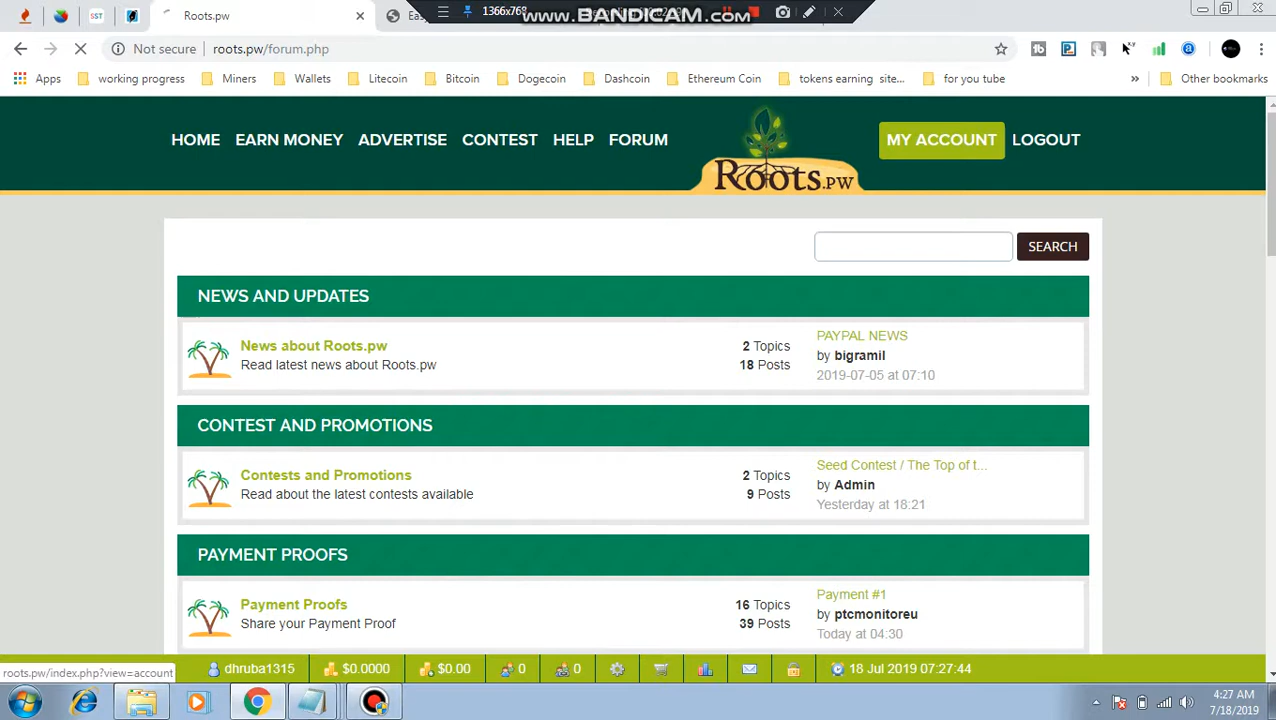 Roots.pw
1366x768
www.BANDICAM.com
Not secure
roots.pw/forum.php
Apps
working progress
Miners
Wallets
Litecoin
Bitcoin
Dogecoin
Dashcoin
Ethereum Coin
tokens earning site...
for you tube
»
Other bookmarks
HOME
EARN MONEY
ADVERTISE
CONTEST
HELP
FORUM
Roots.pw
MY ACCOUNT
LOGOUT
SEARCH
NEWS AND UPDATES
News about Roots.pw
Read latest news about Roots.pw
2 Topics
18 Posts
PAYPAL NEWS
by bigramil
2019-07-05 at 07:10
CONTEST AND PROMOTIONS
Contests and Promotions
Read about the latest contests available
2 Topics
9 Posts
Seed Contest / The Top of t...
by Admin
Yesterday at 18:21
PAYMENT PROOFS
Payment Proofs
Share your Payment Proof
16 Topics
39 Posts
Payment #1
by ptcmonitoreu
Today at 04:30
roots.pw/index.php?view=account
dhruba1315
$0.0000
$0.00
0
0
18 Jul 2019 07:27:44
4:27 AM
7/18/2019